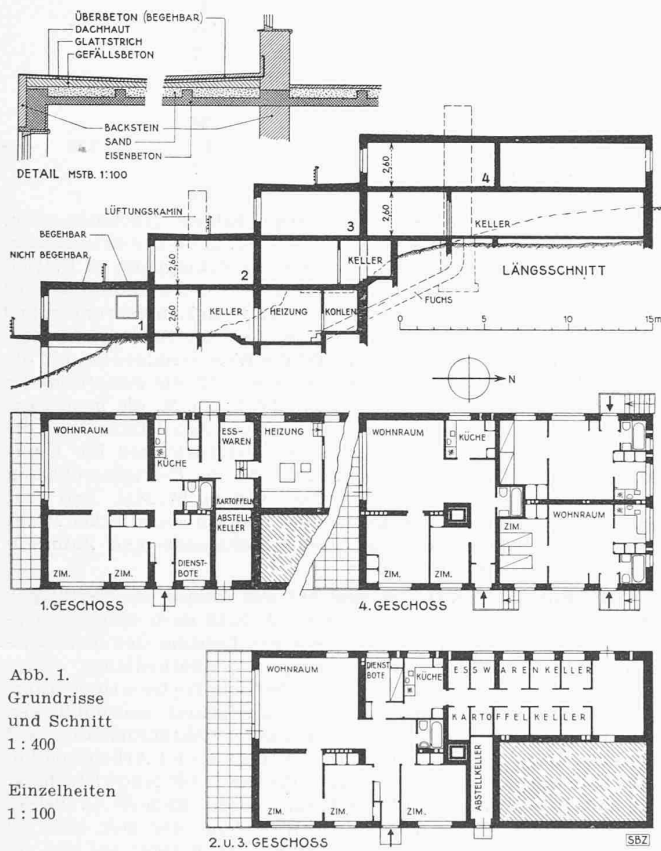 ÜBERBETON (BEGEHBAR)
DACHHAUT
GLATTSTRICH
GEFÄLLSBETON
BACKSTEIN
SAND
EISENBETON
DETAIL MSTB. 1:100
LÜFTUNGSKAMIN
BEGEHBAR
NICHT BEGEHBAR
2,60
4
2,60
3
KELLER
2,60
2
KELLER
LÄNGSSCHNITT
1
2,60
KELLER
HEIZUNG
KOHLEN
FUCHS
0
5
10
15m
N
WOHNRAUM
KÜCHE
ESS-
WAREN
HEIZUNG
KARTOFFELN
ABSTELL-
KELLER
ZIM.
ZIM.
DIENST-
BOTE
1.GESCHOSS
WOHNRAUM
KÜCHE
ZIM.
WOHNRAUM
ZIM.
ZIM.
4.GESCHOSS
Abb. 1.
Grundrisse
und Schnitt
1 : 400
Einzelheiten
1 : 100
WOHNRAUM
DIENST
BOTE
KÜCHE
ESSWARENKELLER
KARTOFFELKELLER
ABSTELLKELLER
ZIM.
ZIM.
ZIM.
2. U. 3. GESCHOSS
SBZ